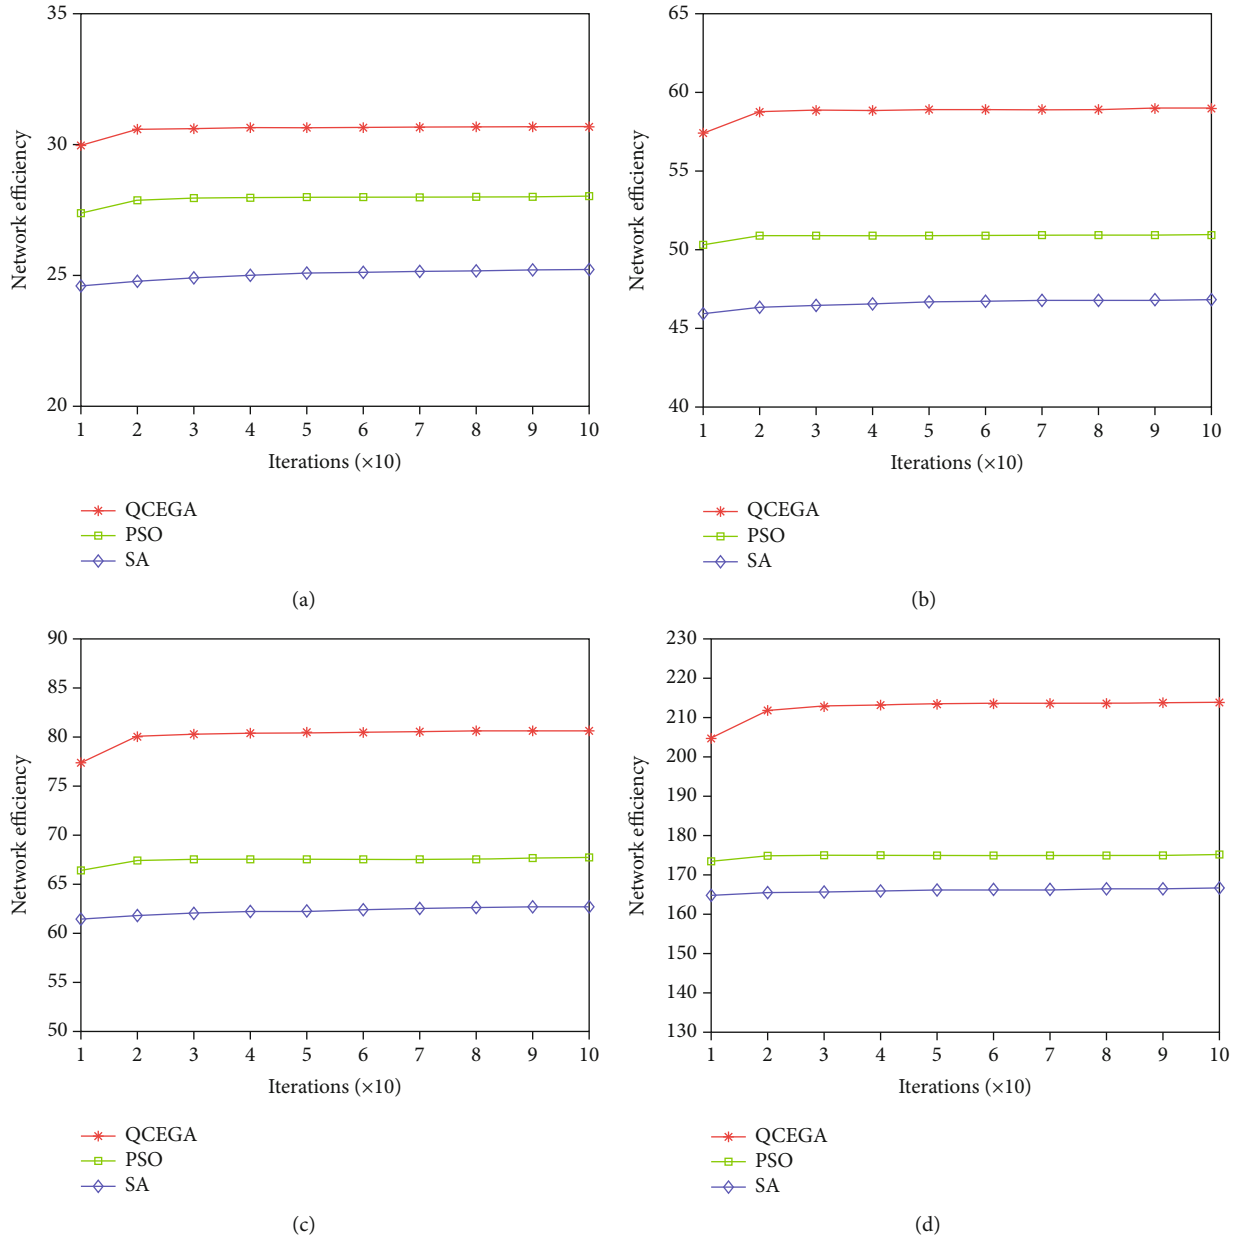 35
30
25
20
Network efficiency
1 2 3 4 5 6 7 8 9 10
Iterations (×10)
QCEGA
PSO
SA
(a)
65
60
55
50
45
40
Network efficiency
1 2 3 4 5 6 7 8 9 10
Iterations (×10)
QCEGA
PSO
SA
(b)
90
85
80
75
70
65
60
55
50
Network efficiency
1 2 3 4 5 6 7 8 9 10
Iterations (×10)
QCEGA
PSO
SA
(c)
230
220
210
200
190
180
170
160
150
140
130
Network efficiency
1 2 3 4 5 6 7 8 9 10
Iterations (×10)
QCEGA
PSO
SA
(d)